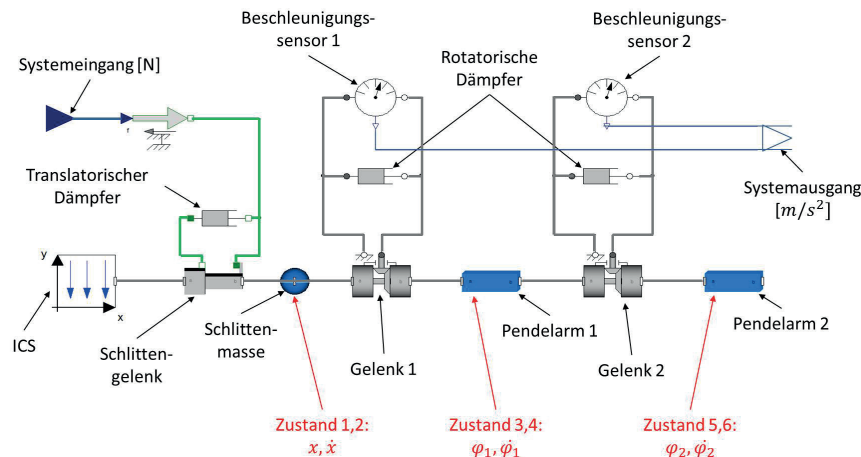 Beschleunigungs-
sensor 1
Beschleunigungs-
sensor 2
Systemeingang [N]
Rotatorische
Dämpfer
f
Translatorischer
Dämpfer
Systemausgang
[m/s²]
y
x
ICS
Schlitten-
gelenk
Schlitten-
masse
Gelenk 1
Pendelarm 1
Gelenk 2
Pendelarm 2
Zustand 1,2:
x, ẋ
Zustand 3,4:
φ₁, φ̇₁
Zustand 5,6:
φ₂, φ̇₂